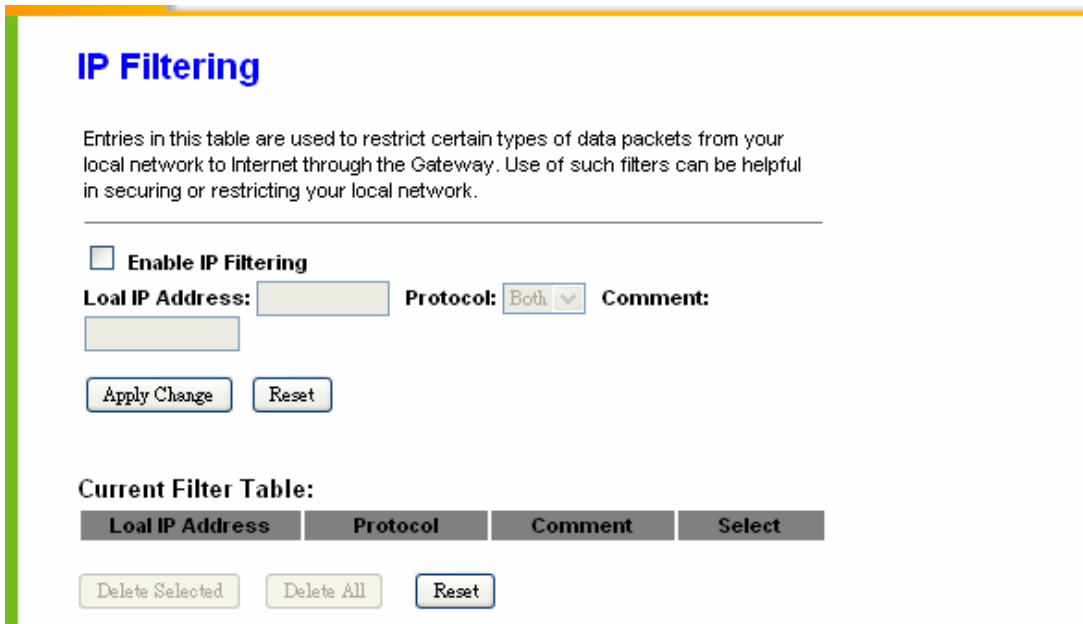 IP Filtering
Entries in this table are used to restrict certain types of data packets from your
local network to Internet through the Gateway. Use of such filters can be helpful
in securing or restricting your local network.
Enable IP Filtering
Loal IP Address: Protocol: Both Comment:
Apply Change Reset
Current Filter Table:
Loal IP Address Protocol Comment Select
Delete Selected Delete All Reset